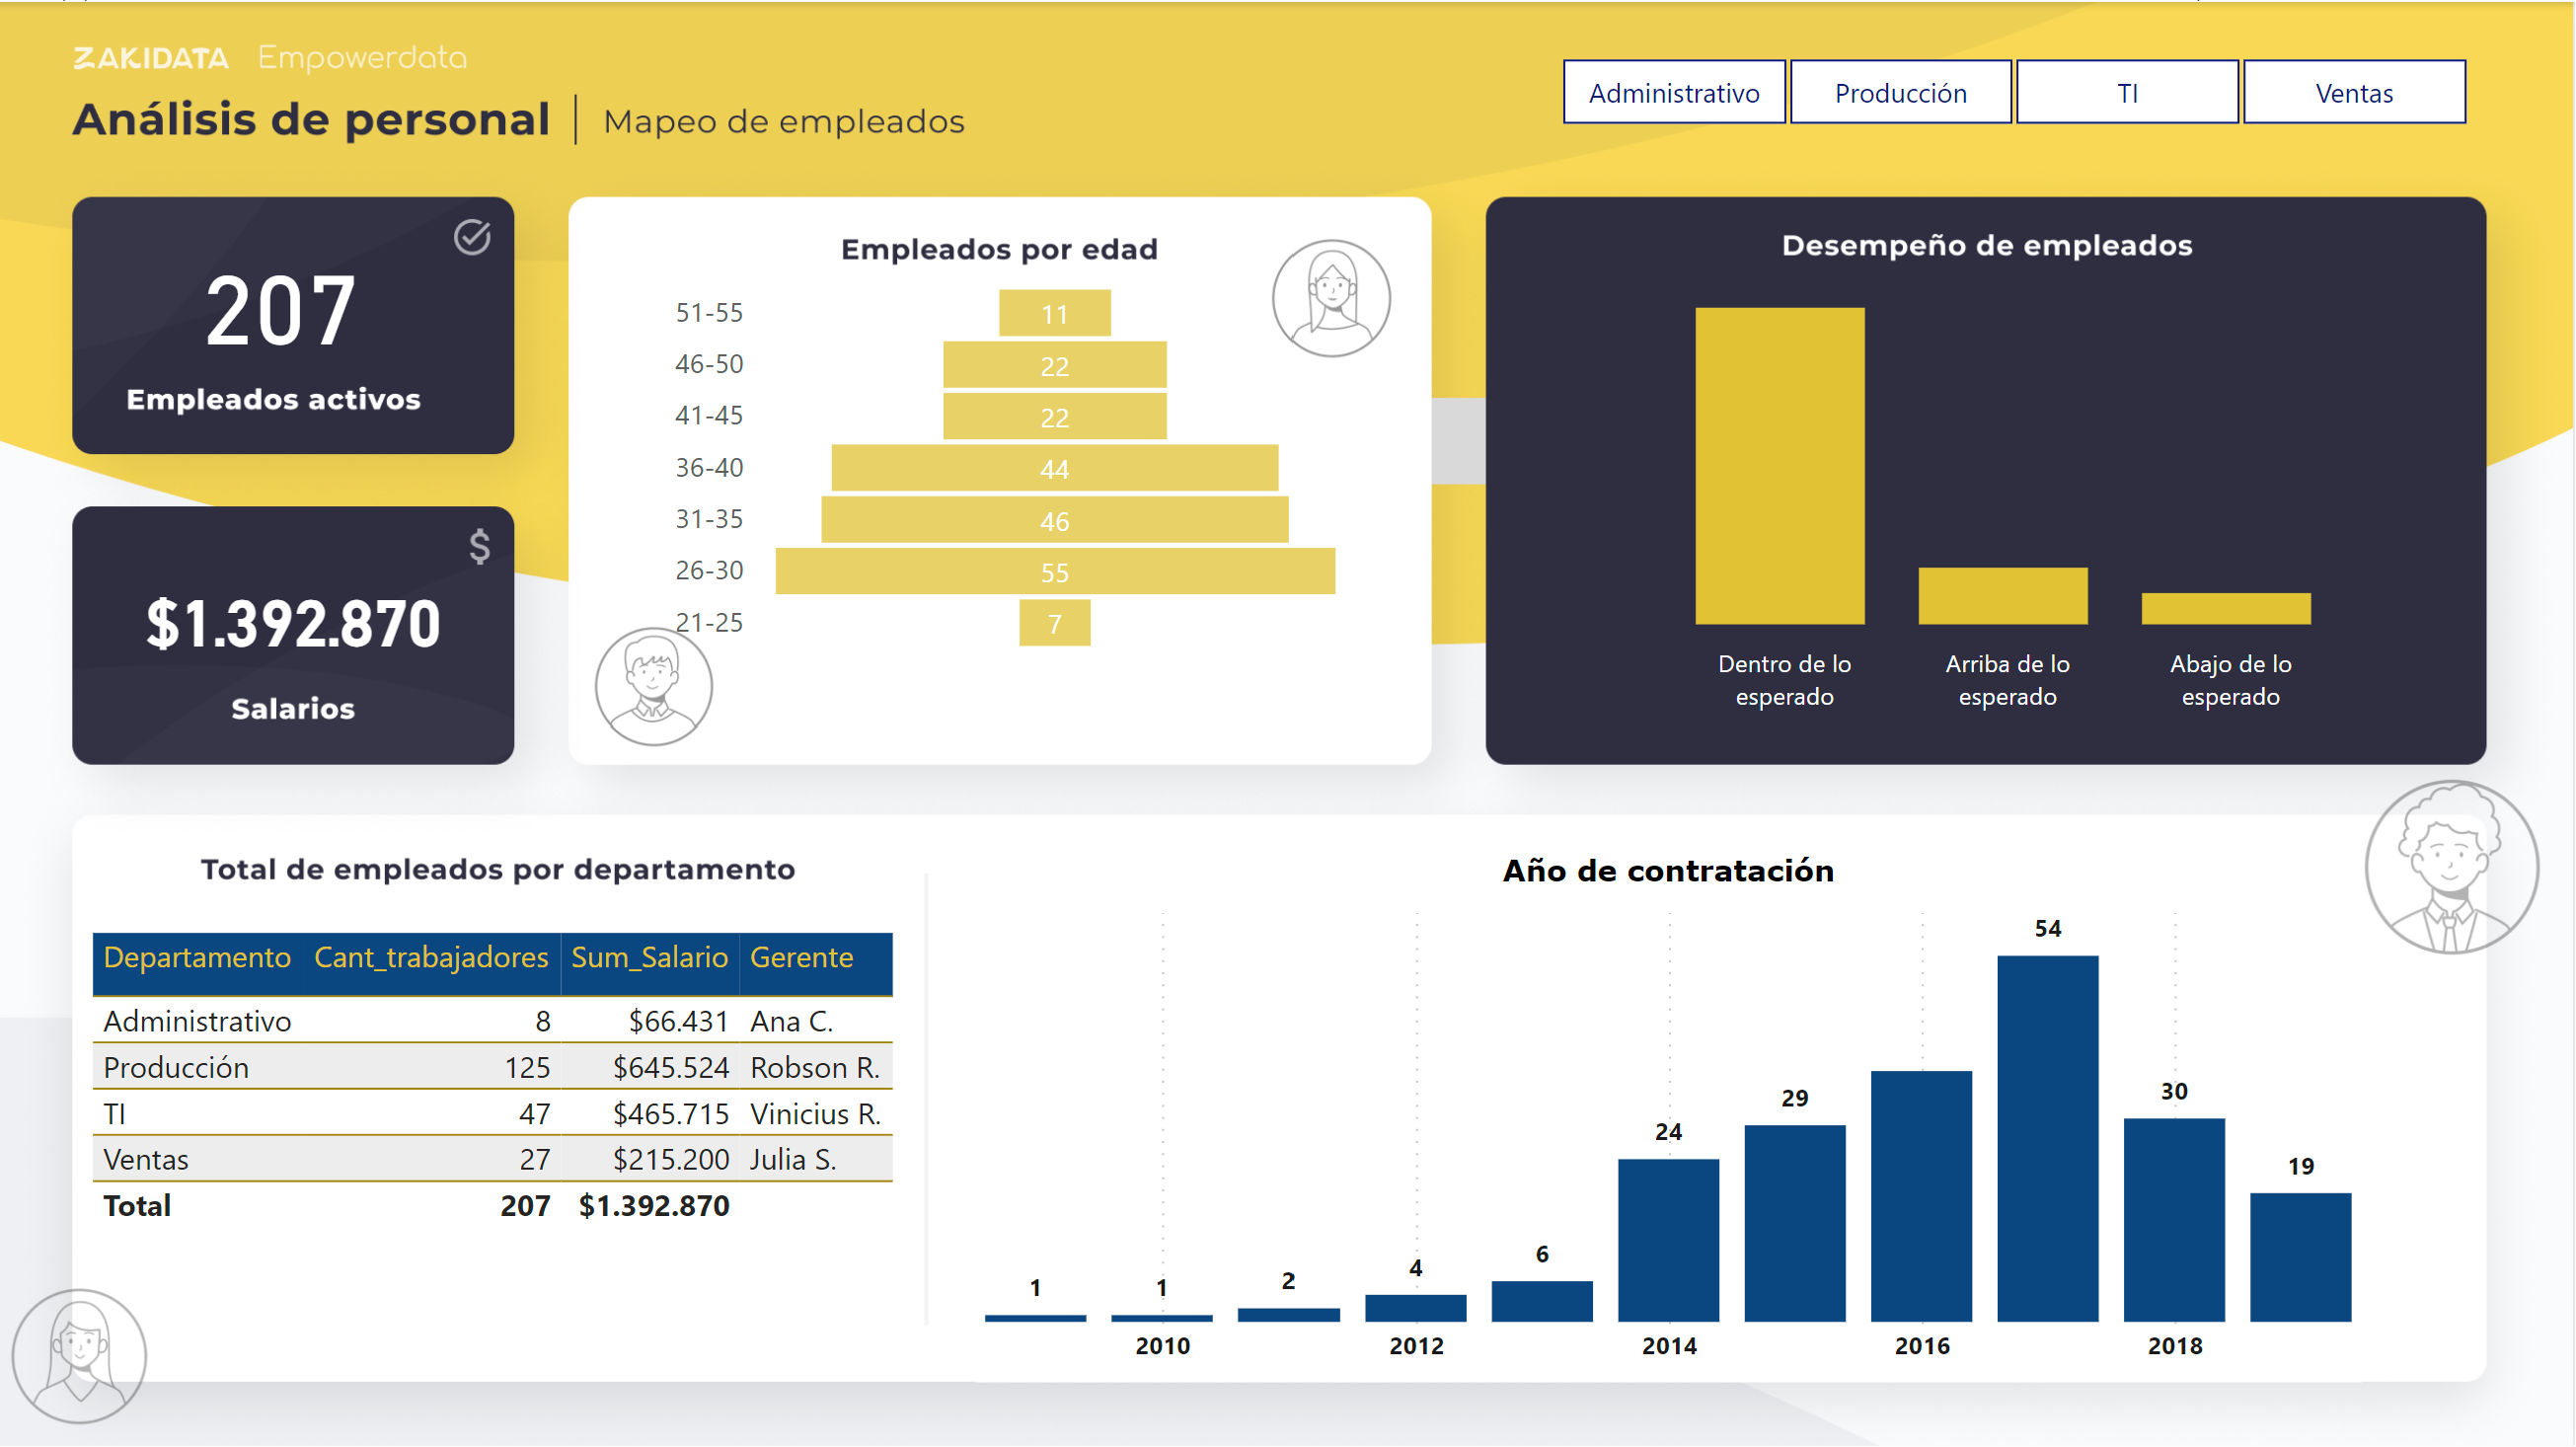 ZAKIDATA Empowerdata
Análisis de personal | Mapeo de empleados
Administrativo Producción TI Ventas
207
Empleados activos
$
$1.392.870
Salarios
Empleados por edad
51-55 11
46-50 22
41-45 22
36-40 44
31-35 46
26-30 55
21-25 7
Desempeño de empleados
Dentro de lo
esperado
Arriba de lo
esperado
Abajo de lo
esperado
Total de empleados por departamento
Departamento Cant_trabajadores Sum_Salario Gerente
Administrativo 8 $66.431 Ana C.
Producción 125 $645.524 Robson R.
TI 47 $465.715 Vinicius R.
Ventas 27 $215.200 Julia S.
Total 207 $1.392.870
Año de contratación
1 1 2 4 6 24 29 54 30 19
2010 2012 2014 2016 2018